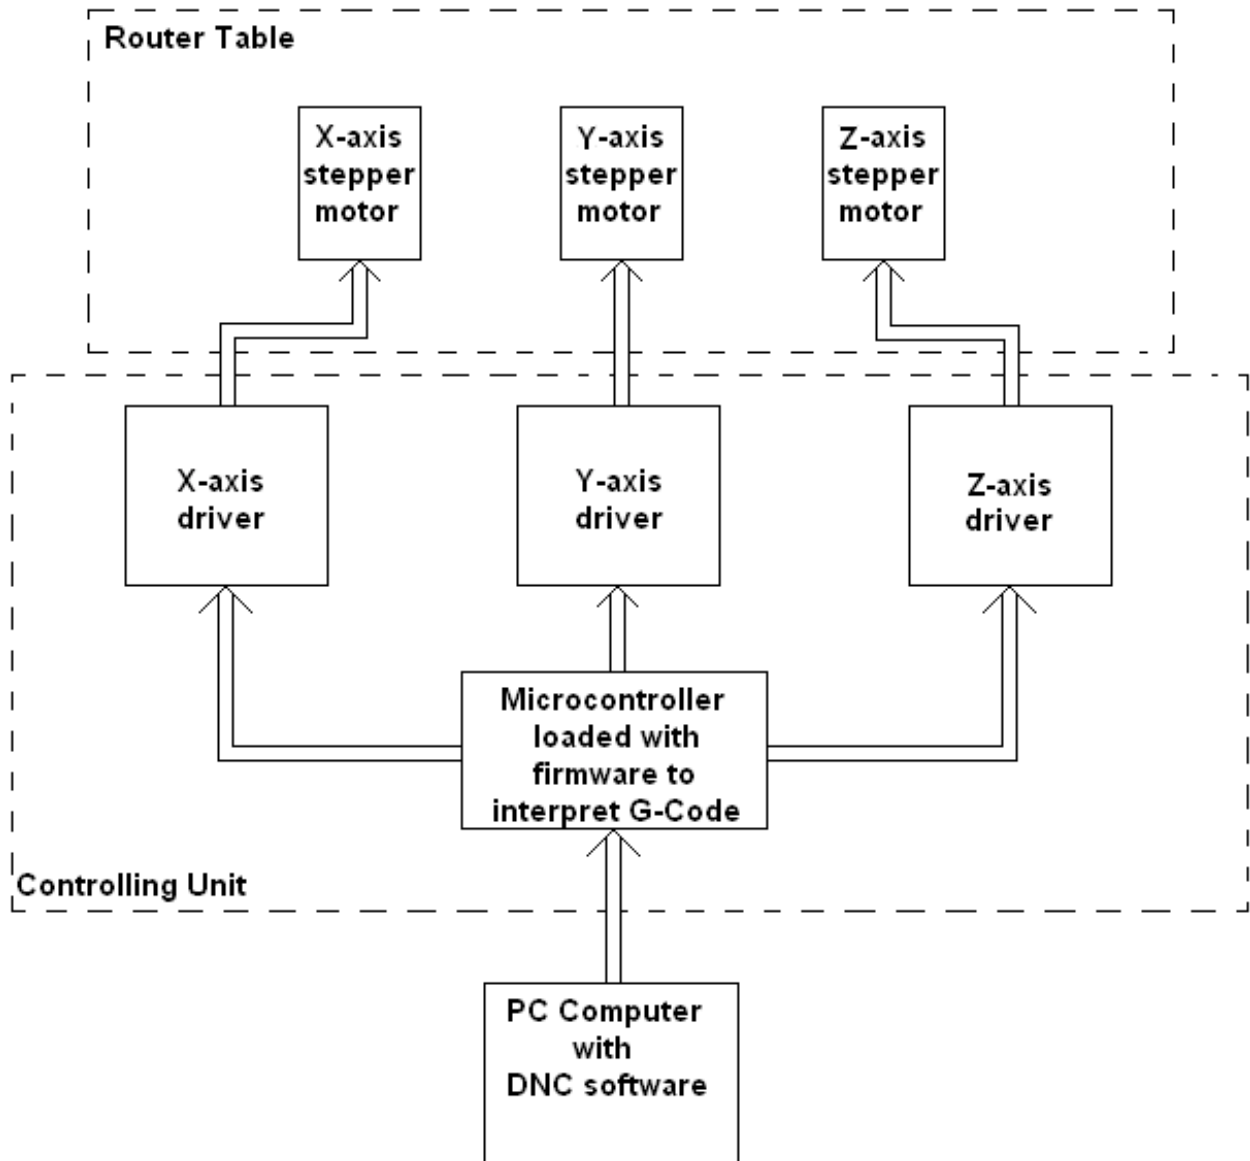 Router Table
X-axis
stepper
motor
Y-axis
stepper
motor
Z-axis
stepper
motor
X-axis
driver
Y-axis
driver
Z-axis
driver
Microcontroller
loaded with
firmware to
interpret G-Code
Controlling Unit
PC Computer
with
DNC software